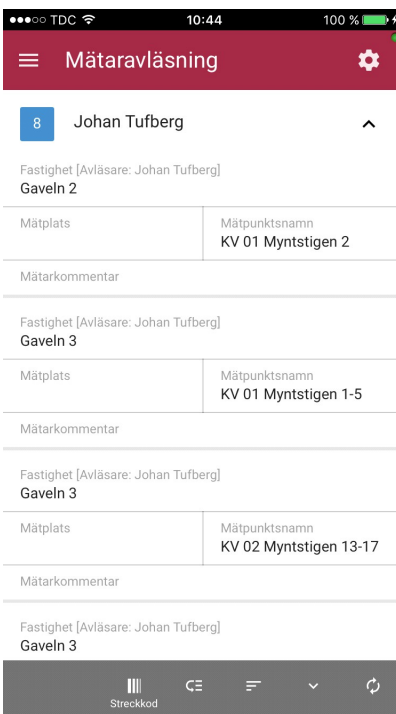 TDC 10:44 100 %
Mätaravläsning
8 Johan Tufberg
Fastighet [Avläsare: Johan Tufberg]
Gaveln 2
Mätplats Mätpunktsnamn
KV 01 Myntstigen 2
Mätarkommentar
Fastighet [Avläsare: Johan Tufberg]
Gaveln 3
Mätplats Mätpunktsnamn
KV 01 Myntstigen 1-5
Mätarkommentar
Fastighet [Avläsare: Johan Tufberg]
Gaveln 3
Mätplats Mätpunktsnamn
KV 02 Myntstigen 13-17
Mätarkommentar
Fastighet [Avläsare: Johan Tufberg]
Gaveln 3
Streckkod